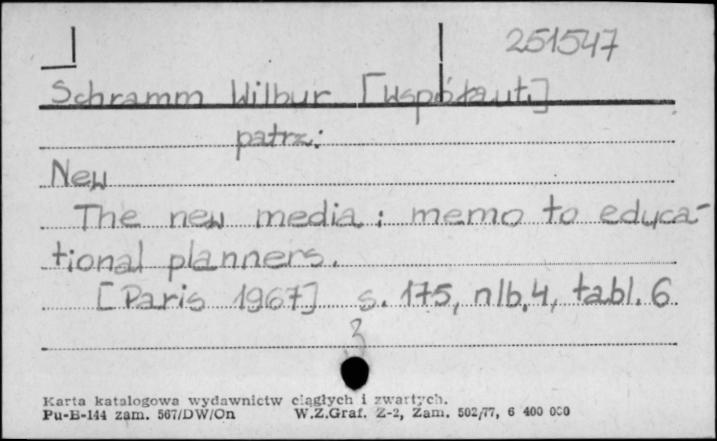 251547
Schramm Wilbur [współaut.]
patrz:
New
The new media: memo to educa-
tional planners.
[Paris 1967] s. 175, nlb. 4, tabl. 6
3
Karta katalogowa wydawnictw ciągłych i zwartych.
Pu-B-144 zam. 567/DW/On W.Z.Graf. Z-2, Zam. 502/77, 6 400 000